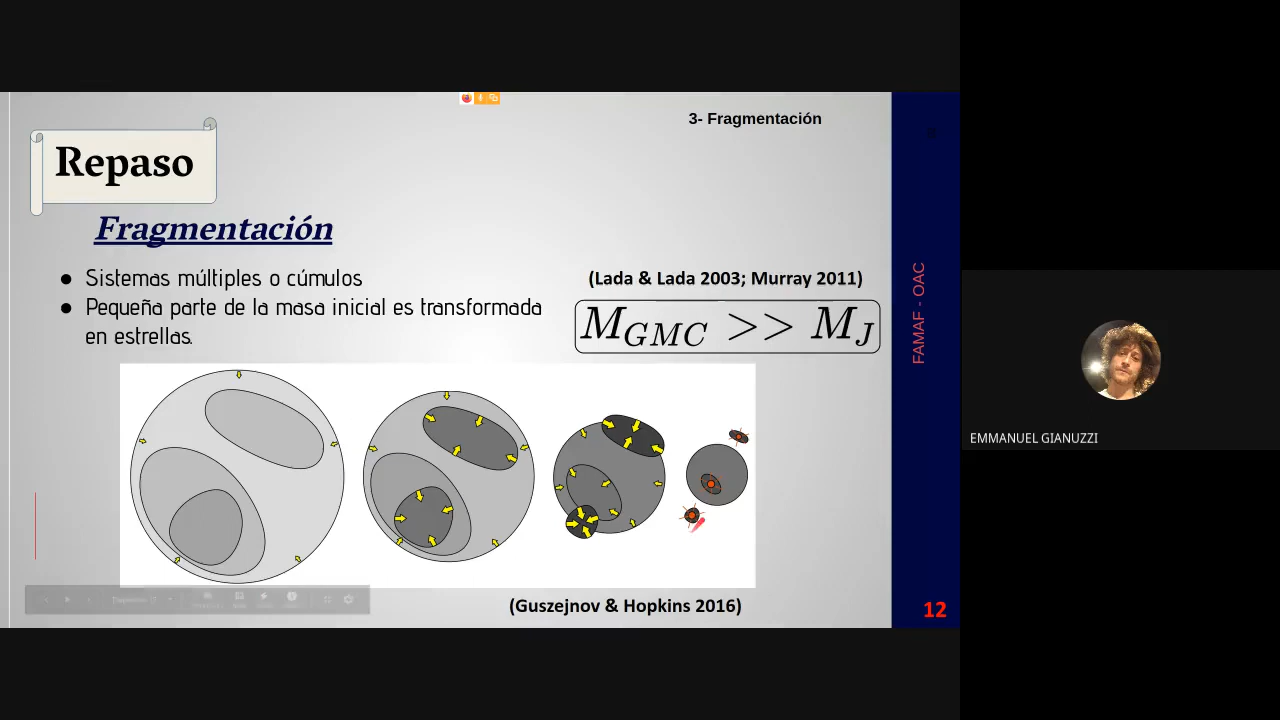 3- Fragmentación
Repaso
Fragmentación
● Sistemas múltiples o cúmulos
● Pequeña parte de la masa inicial es transformada
en estrellas.
(Lada & Lada 2003; Murray 2011)
M_GMC >> M_J
(Guszejnov & Hopkins 2016)
FAMAF - OAC
12
EMMANUEL GIANUZZI